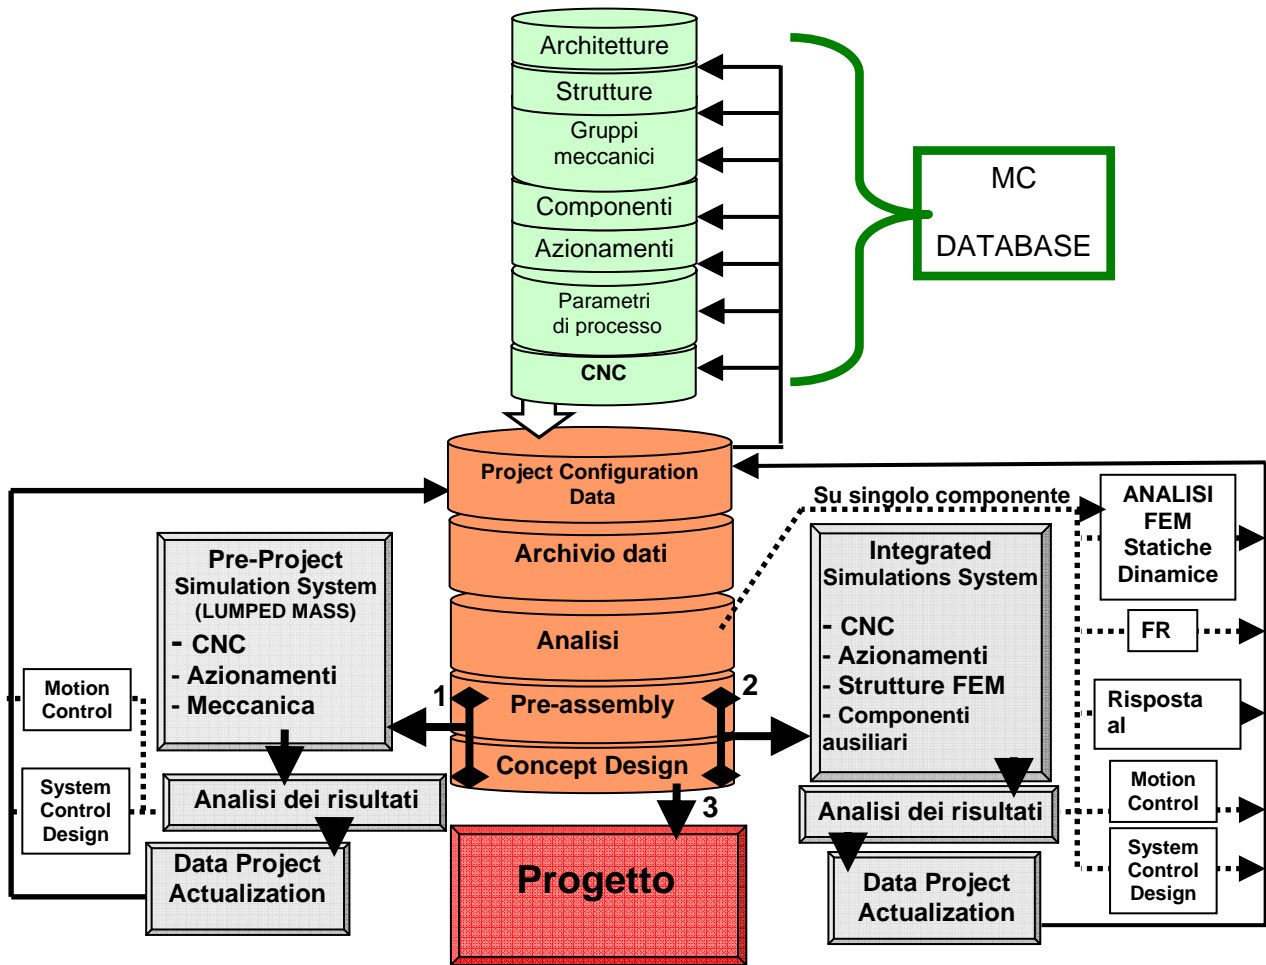 Architetture
Strutture
Gruppi
meccanici
Componenti
Azionamenti
Parametri
di processo
CNC
MC
DATABASE
Project Configuration
Data
Archivio dati
Analisi
Pre-assembly
Concept Design
1
2
3
Progetto
Pre-Project
Simulation System
(LUMPED MASS)
- CNC
- Azionamenti
- Meccanica
Motion
Control
System
Control
Design
Analisi dei risultati
Data Project
Actualization
Su singolo componente
Integrated
Simulations System
- CNC
- Azionamenti
- Strutture FEM
- Componenti
ausiliari
Analisi dei risultati
Data Project
Actualization
ANALISI
FEM
Statiche
Dinamice
FR
Risposta
al
Motion
Control
System
Control
Design